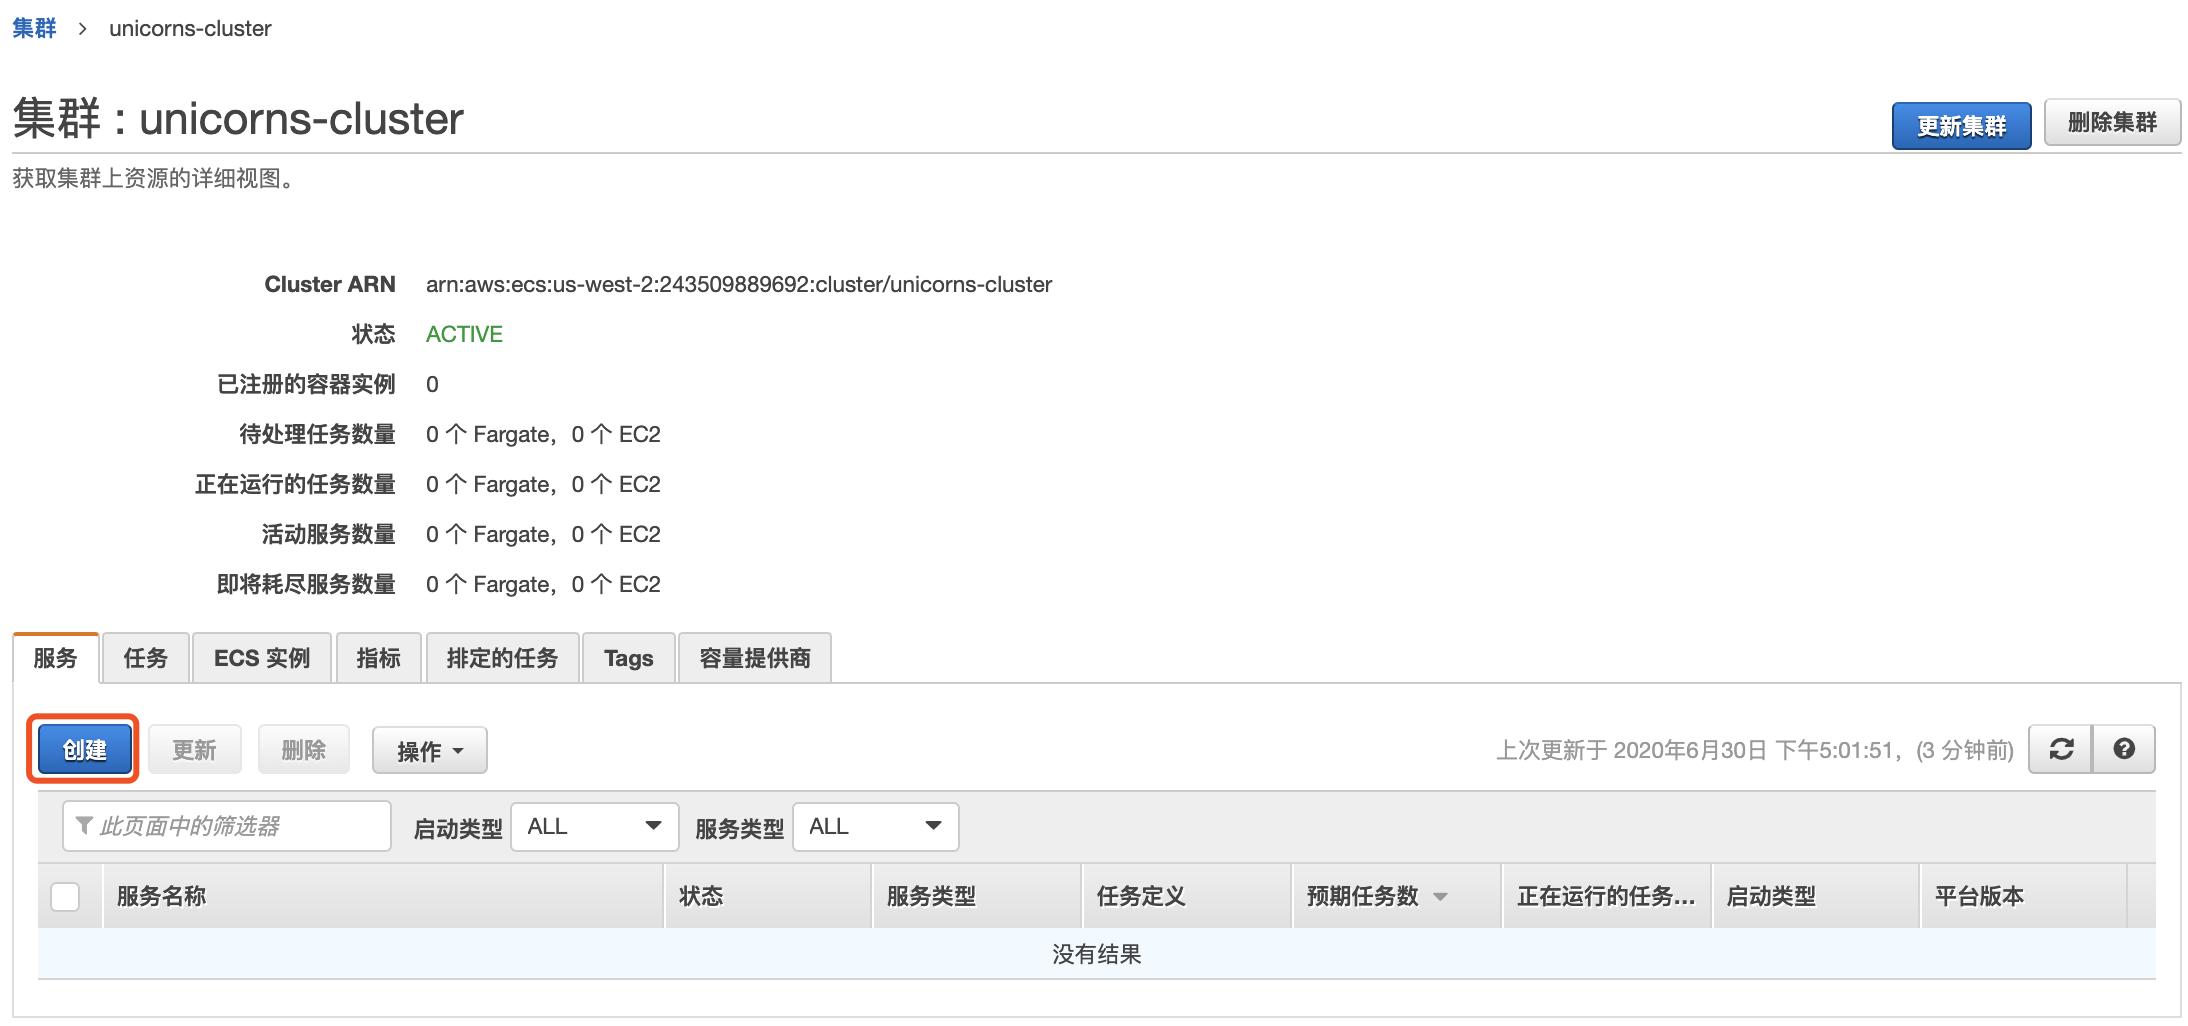 集群 > unicorns-cluster
集群 : unicorns-cluster
更新集群 删除集群
获取集群上资源的详细视图。
Cluster ARN arn:aws:ecs:us-west-2:243509889692:cluster/unicorns-cluster
状态 ACTIVE
已注册的容器实例 0
待处理任务数量 0 个 Fargate，0 个 EC2
正在运行的任务数量 0 个 Fargate，0 个 EC2
活动服务数量 0 个 Fargate，0 个 EC2
即将耗尽服务数量 0 个 Fargate，0 个 EC2
服务 任务 ECS 实例 指标 排定的任务 Tags 容量提供商
创建 更新 删除 操作 上次更新于 2020年6月30日 下午5:01:51，(3 分钟前)
此页面中的筛选器 启动类型 ALL 服务类型 ALL
服务名称 状态 服务类型 任务定义 预期任务数 正在运行的任务... 启动类型 平台版本
没有结果